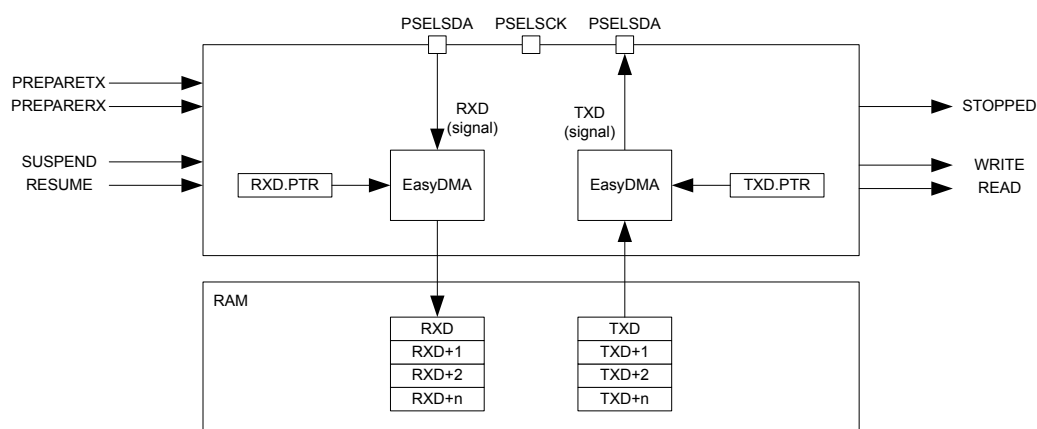 PSELSDA PSELSCK PSELSDA
PREPARETX
PREPARERX
RXD
(signal)
TXD
(signal)
STOPPED
SUSPEND
RESUME
RXD.PTR
EasyDMA
EasyDMA
TXD.PTR
WRITE
READ
RAM
RXD
RXD+1
RXD+2
RXD+n
TXD
TXD+1
TXD+2
TXD+n